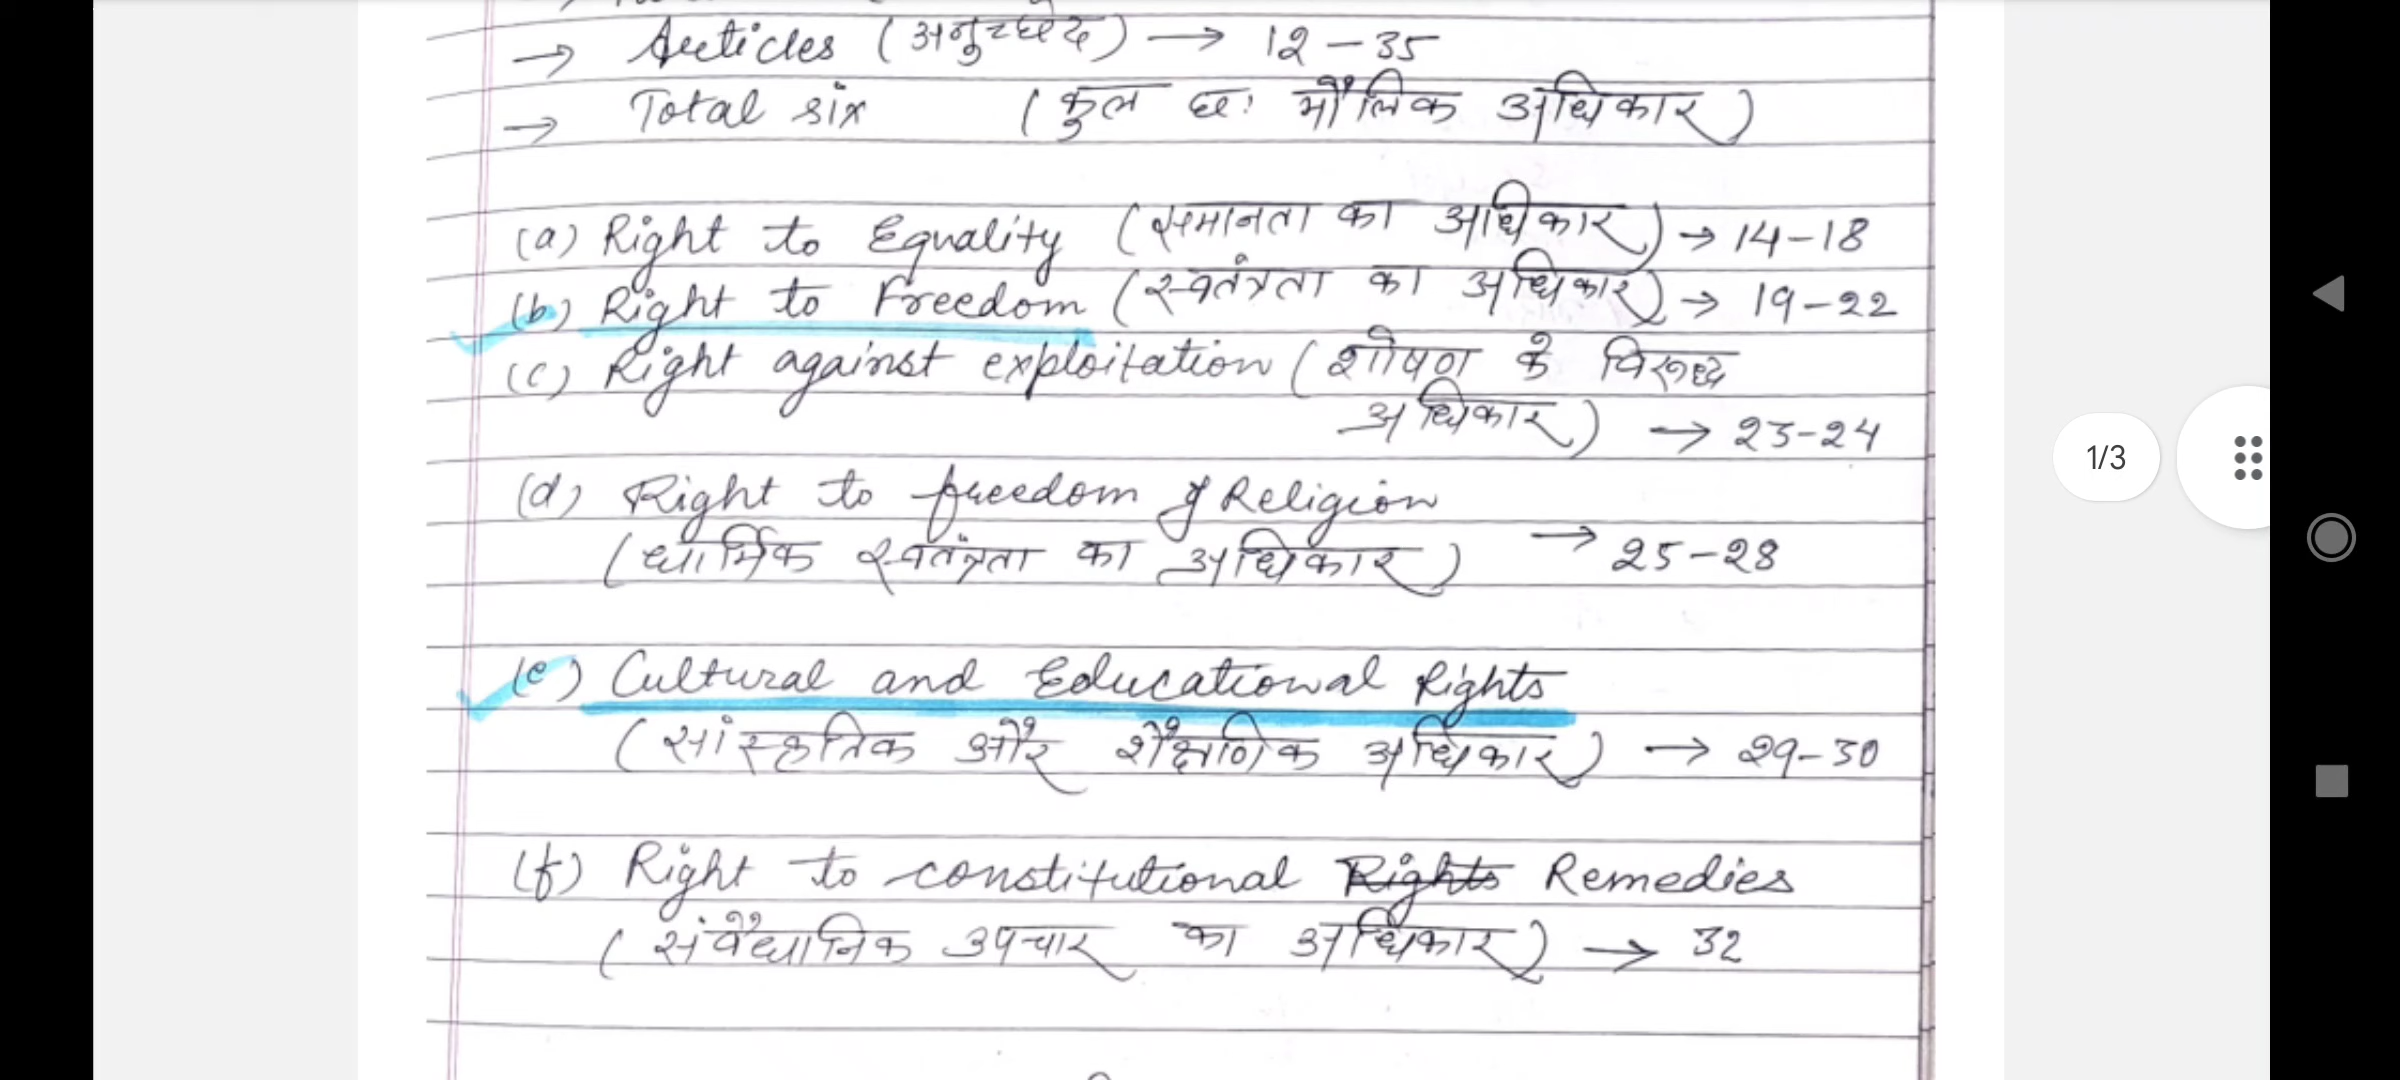 → Articles (अनुच्छेद) → 12-35
→ Total six (कुल छः मौलिक अधिकार)
(a) Right to Equality (समानता का अधिकार) → 14-18
(b) Right to Freedom (स्वतंत्रता का अधिकार) → 19-22
(c) Right against exploitation (शोषण के विरुद्ध
अधिकार) → 23-24
1/3
(d) Right to freedom of Religion
(धार्मिक स्वतंत्रता का अधिकार) → 25-28
(e) Cultural and Educational Rights
(सांस्कृतिक और शैक्षणिक अधिकार) → 29-30
(f) Right to constitutional Rights Remedies
(संवैधानिक उपचार का अधिकार) → 32